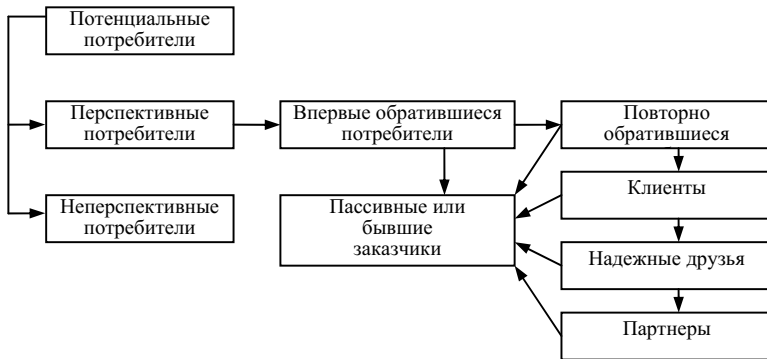 Потенциальные
потребители
Перспективные
потребители
Впервые обратившиеся
потребители
Повторно
обратившиеся
Неперспективные
потребители
Пассивные или
бывшие
заказчики
Клиенты
Надежные друзья
Партнеры